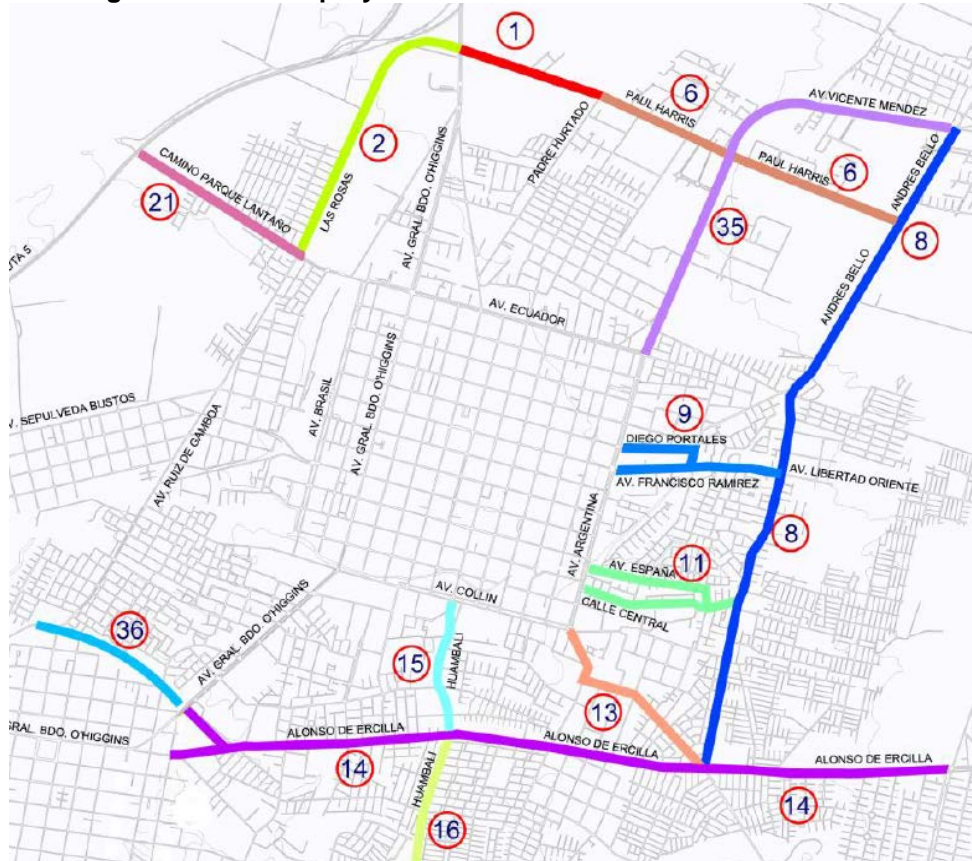 1
6
AV.VICENTE MENDEZ
PAUL HARRIS
PADRE HURTADO
2
PAUL HARRIS
6
ANDRES BELLO
CAMINO PARQUE LANTAÑO
21
LAS ROSAS
AV. GRAL. BDO. O'HIGGINS
35
8
ANDRES BELLO
AV. ECUADOR
AV. BRASIL
AV. GRAL. BDO. O'HIGGINS
SEPULVEDA BUSTOS
AV. RUIZ DE GAMBOA
9
DIEGO PORTALES
AV. FRANCISCO RAMIREZ
AV. LIBERTAD ORIENTE
AV. ARGENTINA
8
11
AV. ESPAÑA
CALLE CENTRAL
AV. COLLIN
36
AV. GRAL. BDO. O'HIGGINS
15
HUAMBALI
13
BDO. O'HIGGINS
ALONSO DE ERCILLA
ALONSO DE ERCILLA
ALONSO DE ERCILLA
14
14
HUAMBALI
16